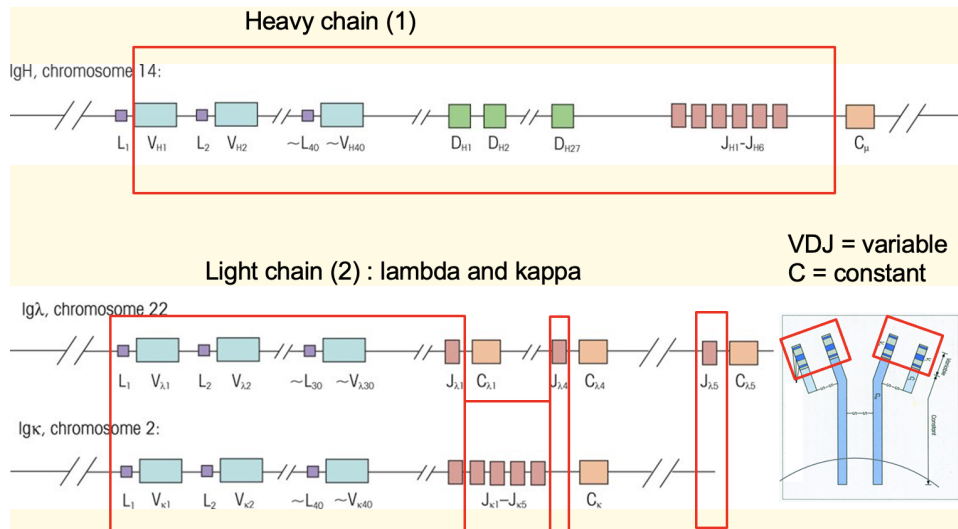 Heavy chain (1)
IgH, chromosome 14:
L1 VH1 L2 VH2 ~L40 ~VH40 DH1 DH2 DH27 JH1-JH6 Cμ
VDJ = variable
C = constant
Light chain (2) : lambda and kappa
Igλ, chromosome 22
L1 Vλ1 L2 Vλ2 ~L30 ~Vλ30 Jλ1 Cλ1 Jλ4 Cλ4 Jλ5 Cλ5
Igκ, chromosome 2:
L1 Vκ1 L2 Vκ2 ~L40 ~Vκ40 Jκ1-Jκ5 Cκ
Variable
Constant